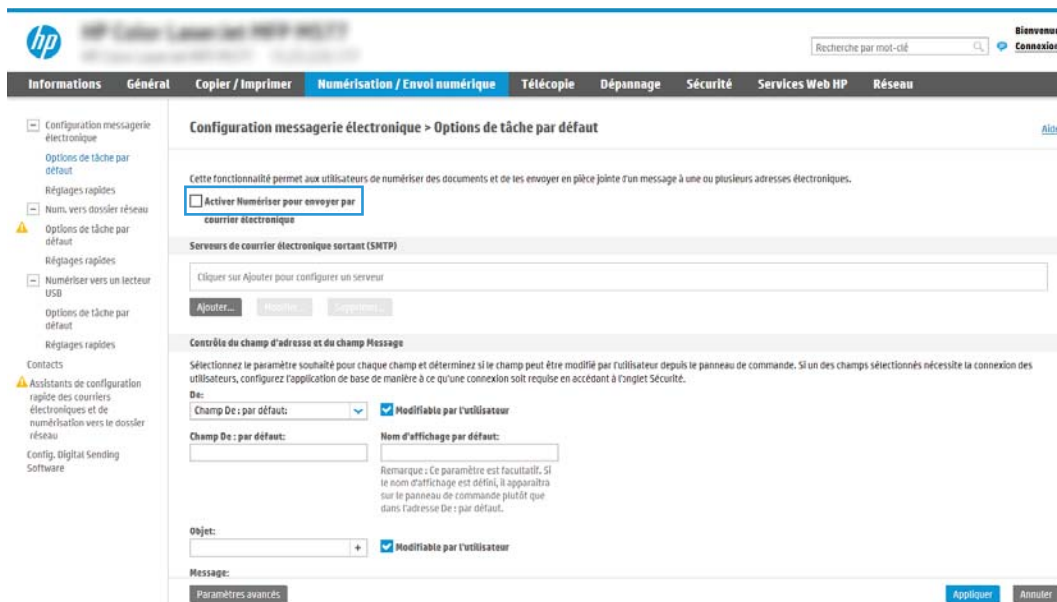 hp
Bienvenue
Recherche par mot-clé
Connexion
Informations Général Copier / Imprimer Numérisation / Envoi numérique Télécopie Dépannage Sécurité Services Web HP Réseau
Configuration messagerie
électronique
Options de tâche par
défaut
Réglages rapides
Num. vers dossier réseau
Options de tâche par
défaut
Réglages rapides
Numériser vers un lecteur
USB
Options de tâche par
défaut
Réglages rapides
Contacts
Assistants de configuration
rapide des courriers
électroniques et de
numérisation vers le dossier
réseau
Config. Digital Sending
Software
Configuration messagerie électronique > Options de tâche par défaut
Aide
Cette fonctionnalité permet aux utilisateurs de numériser des documents et de les envoyer en pièce jointe d'un message à une ou plusieurs adresses électroniques.
Activer Numériser pour envoyer par
courrier électronique
Serveurs de courrier électronique sortant (SMTP)
Cliquer sur Ajouter pour configurer un serveur
Ajouter... Modifier... Supprimer...
Contrôle du champ d'adresse et du champ Message
Sélectionnez le paramètre souhaité pour chaque champ et déterminez si le champ peut être modifié par l'utilisateur depuis le panneau de commande. Si un des champs sélectionnés nécessite la connexion des
utilisateurs, configurez l'application de base de manière à ce qu'une connexion soit requise en accédant à l'onglet Sécurité.
De:
Champ De : par défaut: Modifiable par l'utilisateur
Champ De : par défaut: Nom d'affichage par défaut:
Remarque : Ce paramètre est facultatif. Si
le nom d'affichage est défini, il apparaîtra
sur le panneau de commande plutôt que
dans l'adresse De : par défaut.
Objet:
+ Modifiable par l'utilisateur
Message:
Paramètres avancés Appliquer Annuler